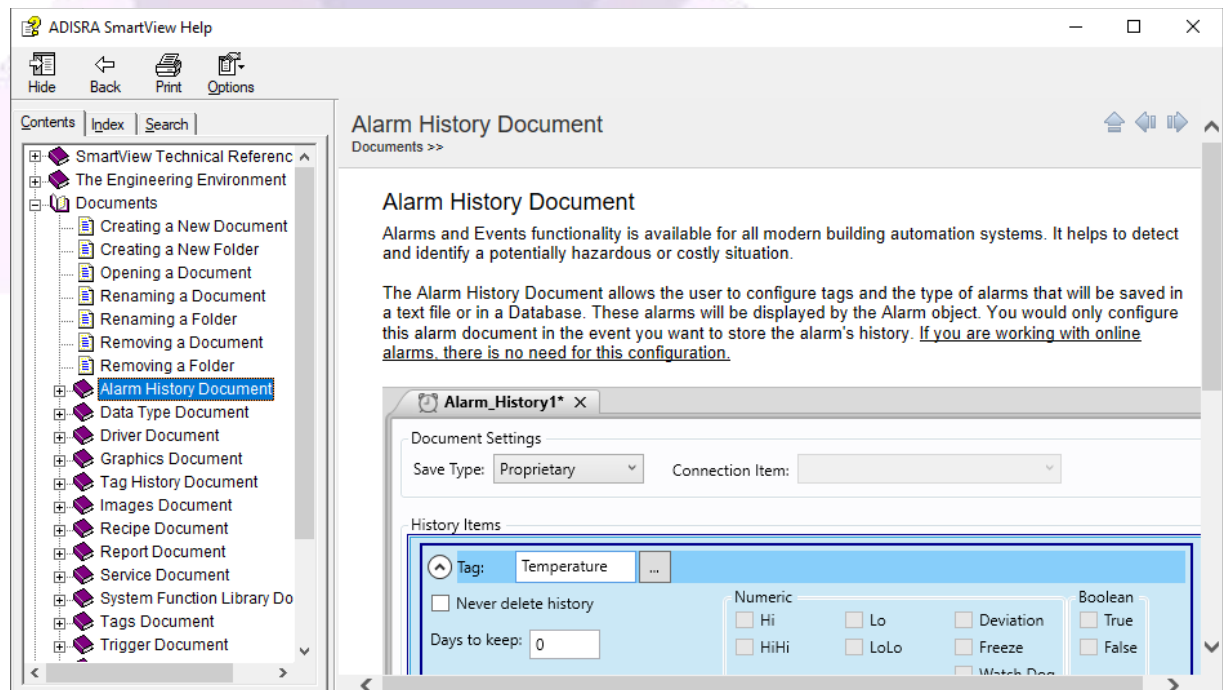 ADISRA SmartView Help
Hide Back Print Options
Contents Index Search
SmartView Technical Referenc
The Engineering Environment
Documents
Creating a New Document
Creating a New Folder
Opening a Document
Renaming a Document
Renaming a Folder
Removing a Document
Removing a Folder
Alarm History Document
Data Type Document
Driver Document
Graphics Document
Tag History Document
Images Document
Recipe Document
Report Document
Service Document
System Function Library Do
Tags Document
Trigger Document
Alarm History Document
Documents >>
Alarm History Document
Alarms and Events functionality is available for all modern building automation systems. It helps to detect
and identify a potentially hazardous or costly situation.
The Alarm History Document allows the user to configure tags and the type of alarms that will be saved in
a text file or in a Database. These alarms will be displayed by the Alarm object. You would only configure
this alarm document in the event you want to store the alarm's history. If you are working with online
alarms, there is no need for this configuration.
Alarm_History1*
Document Settings
Save Type: Proprietary Connection Item:
History Items
Tag: Temperature ...
Never delete history
Days to keep: 0
Numeric
Hi Lo Deviation
HiHi LoLo Freeze
Watch Dog
Boolean
True
False